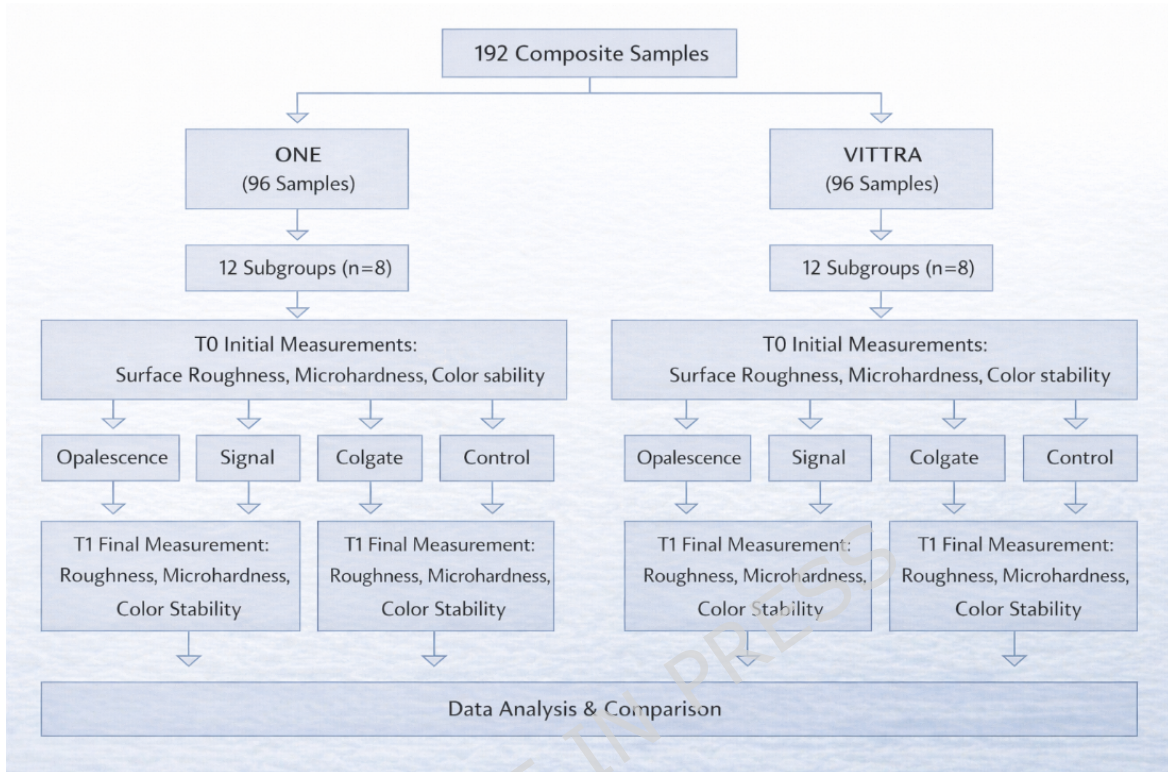 192 Composite Samples
ONE
(96 Samples)
VITTRA
(96 Samples)
12 Subgroups (n=8)
12 Subgroups (n=8)
T0 Initial Measurements:
Surface Roughness, Microhardness, Color sability
T0 Initial Measurements:
Surface Roughness, Microhardness, Color stability
Opalescence
Signal
Colgate
Control
Opalescence
Signal
Colgate
Control
T1 Final Measurement:
Roughness, Microhardness,
Color Stability
T1 Final Measurement:
Roughness, Microhardness,
Color Stability
T1 Final Measurement:
Roughness, Microhardness,
Color Stability
T1 Final Measurement:
Roughness, Microhardness,
Color Stability
Data Analysis & Comparison
IN PRESS